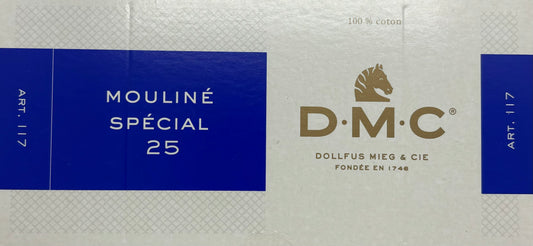 ART. 117
MOULINÉ
SPÉCIAL
25
100 % coton
D·M·C®
DOLLFUS MIEG & CIE
FONDÉE EN 1746
ART. 117